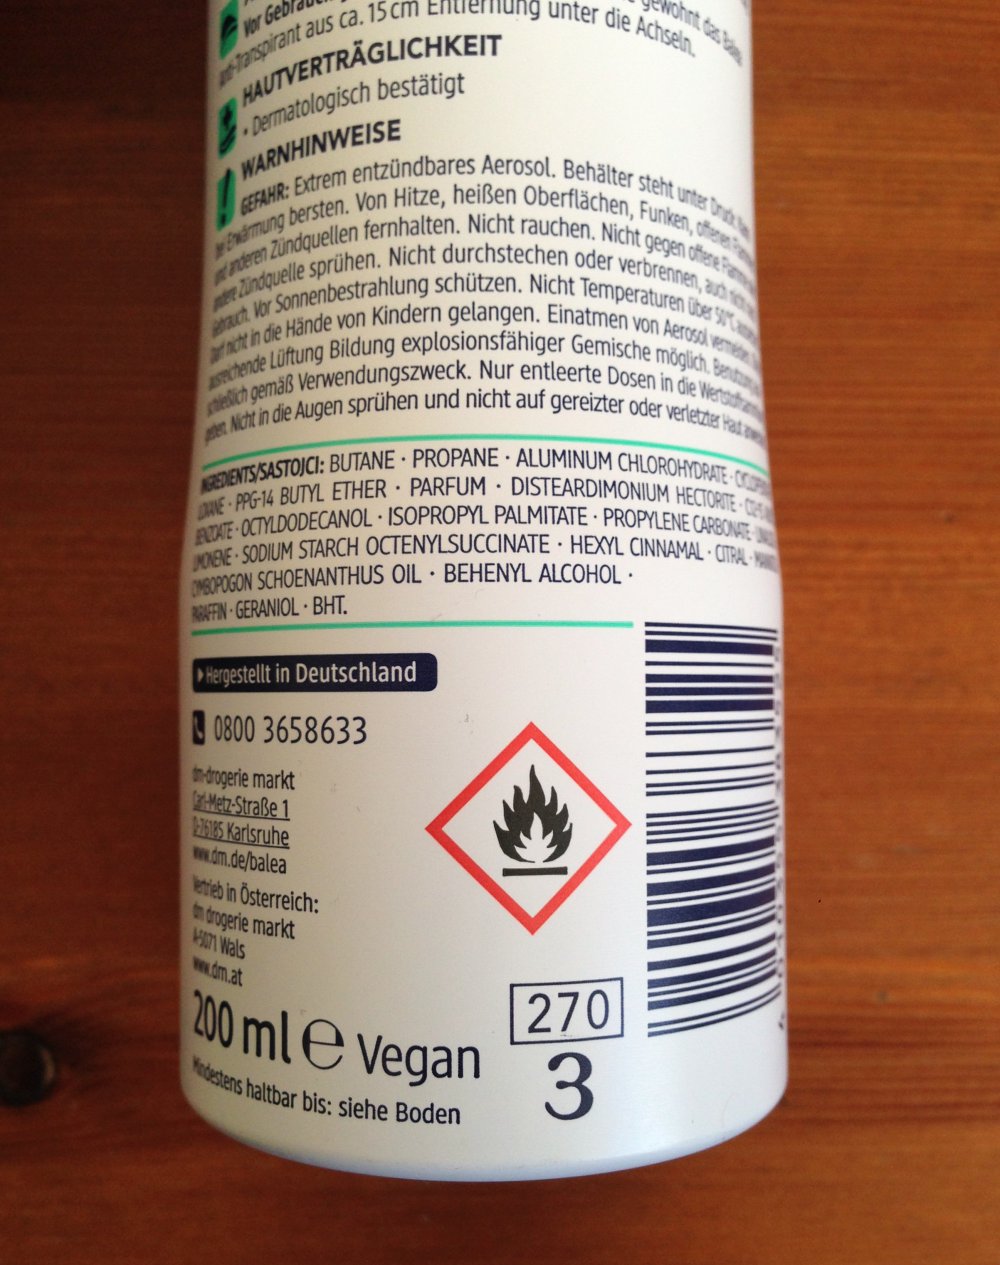 Vor Gebrauch gewohnt das Balea
Anti-Transpirant aus ca. 15 cm Entfernung unter die Achseln.
HAUTVERTRÄGLICHKEIT
• Dermatologisch bestätigt
WARNHINWEISE
GEFAHR: Extrem entzündbares Aerosol. Behälter steht unter Druck:
bei Erwärmung bersten. Von Hitze, heißen Oberflächen, Funken, offenen
und anderen Zündquellen fernhalten. Nicht rauchen. Nicht gegen offene Flamme
andere Zündquelle sprühen. Nicht durchstechen oder verbrennen, auch nicht
Gebrauch. Vor Sonnenbestrahlung schützen. Nicht Temperaturen über 50°C
Darf nicht in die Hände von Kindern gelangen. Einatmen von Aerosol vermeiden.
ausreichende Lüftung Bildung explosionsfähiger Gemische möglich.
schließlich gemäß Verwendungszweck. Nur entleerte Dosen in die
geben. Nicht in die Augen sprühen und nicht auf gereizter oder verletzter Haut
INGREDIENTS/SASTOJCI: BUTANE · PROPANE · ALUMINUM CHLOROHYDRATE ·
PPG-14 BUTYL ETHER · PARFUM · DISTEARDIMONIUM HECTORITE ·
BENZOATE · OCTYLDODECANOL · ISOPROPYL PALMITATE · PROPYLENE CARBONATE ·
LIMONENE · SODIUM STARCH OCTENYLSUCCINATE · HEXYL CINNAMAL · CITRAL ·
CYMBOPOGON SCHOENANTHUS OIL · BEHENYL ALCOHOL ·
PARAFFIN · GERANIOL · BHT.
Hergestellt in Deutschland
0800 3658633
dm-drogerie markt
Carl-Metz-Straße 1
D-76185 Karlsruhe
www.dm.de/balea
Vertrieb in Österreich:
dm drogerie markt
A-5071 Wals
www.dm.at
200 ml ℮ Vegan
Mindestens haltbar bis: siehe Boden
270
3